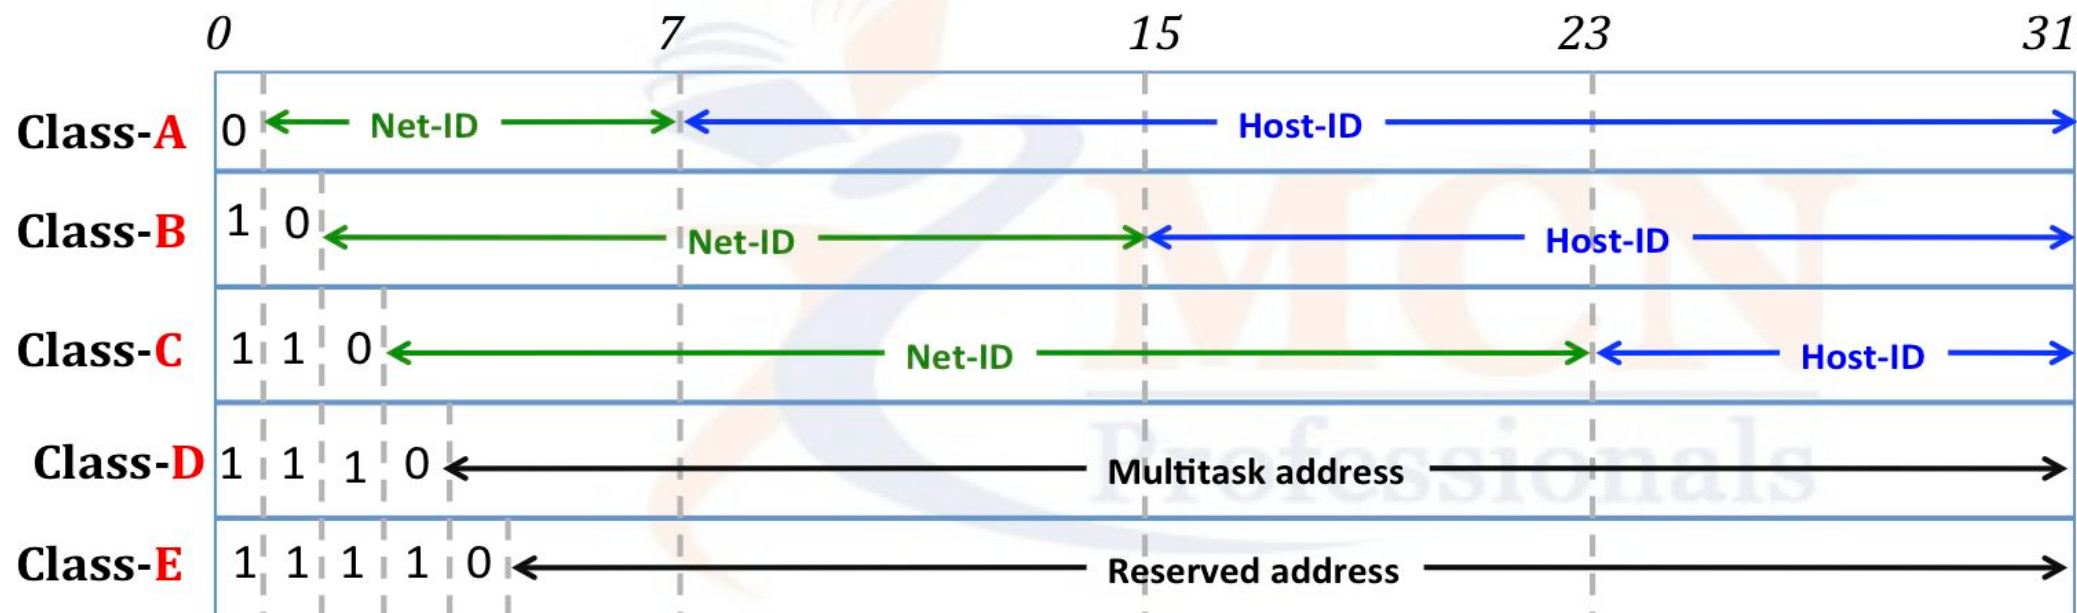 0 7 15 23 31
Class-A 0 Net-ID Host-ID
Class-B 1 0 Net-ID Host-ID
Class-C 1 1 0 Net-ID Host-ID
Class-D 1 1 1 0 Multitask address
Class-E 1 1 1 1 0 Reserved address
MCN
Professionals